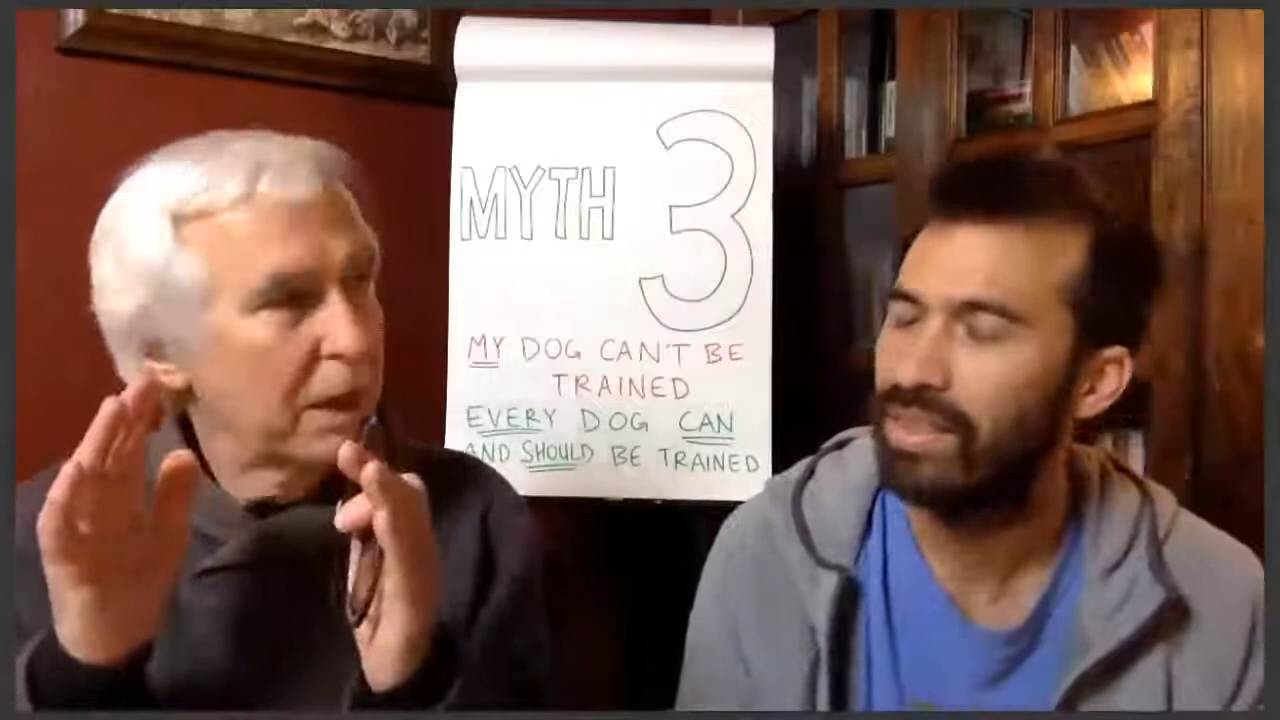 MYTH 3
MY DOG CAN'T BE
TRAINED
EVERY DOG CAN
AND SHOULD BE TRAINED